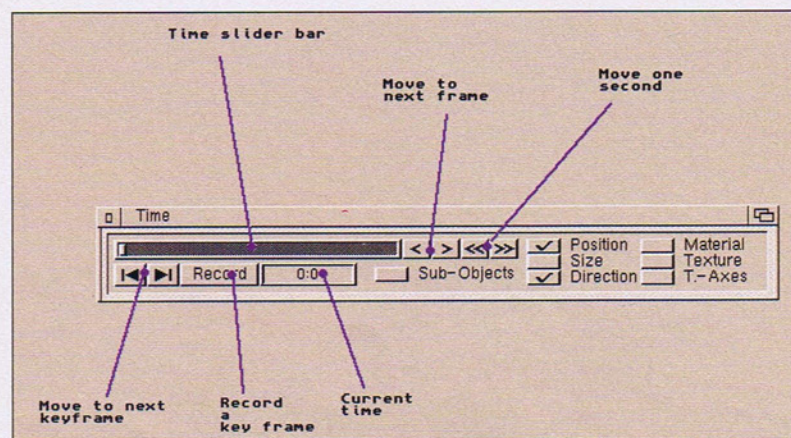 Time slider bar
Move to
next frame
Move one
second
Time
< > << >>
Position
Material
Size
Texture
Record
0:0
Sub-Objects
Direction
T.-Axes
Move to next
keyframe
Record
a
key frame
Current
time